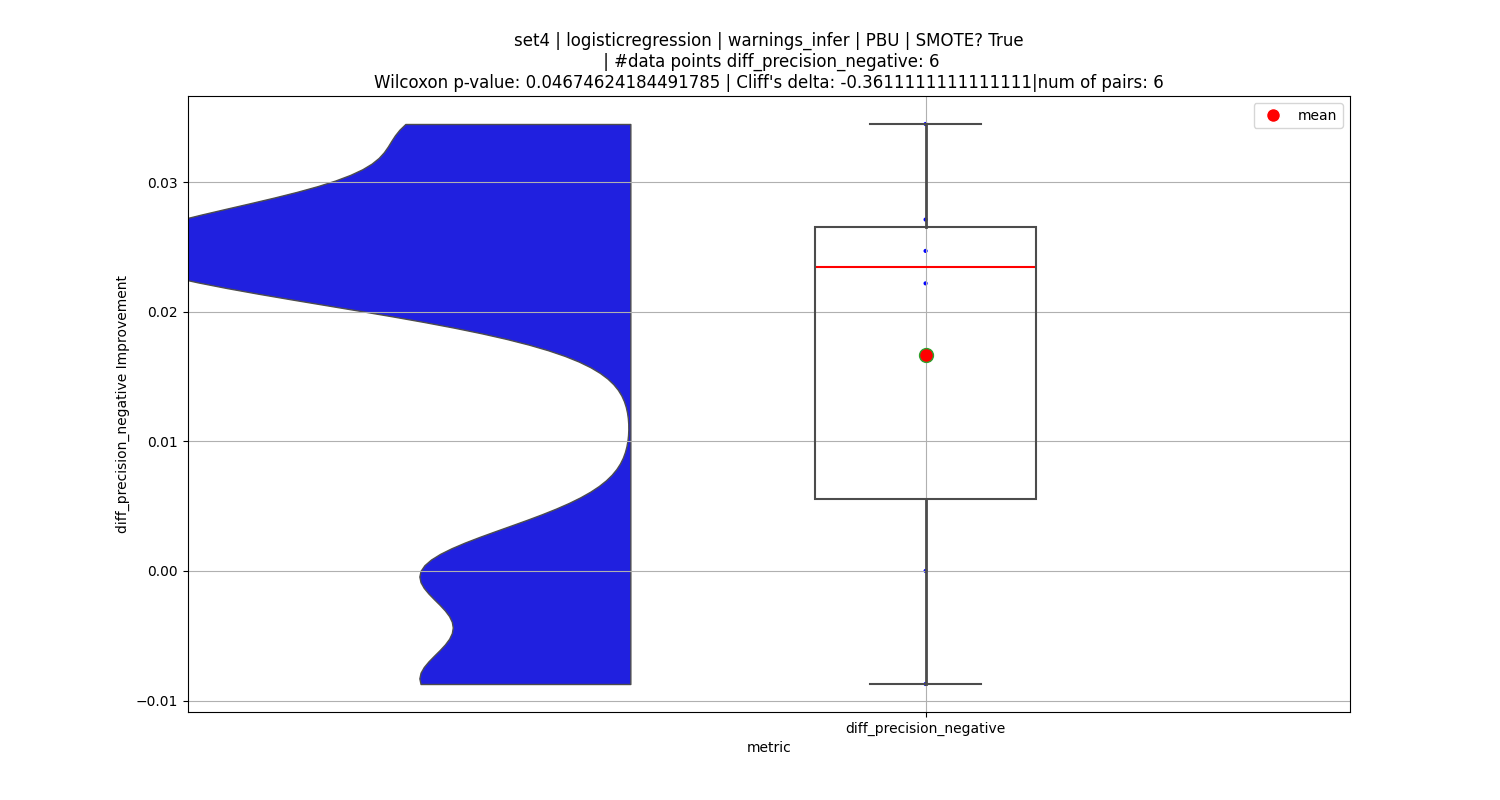 set4 | logisticregression | warnings_infer | PBU | SMOTE? True
| #data points diff_precision_negative: 6
Wilcoxon p-value: 0.04674624184491785 | Cliff's delta: -0.3611111111111111|num of pairs: 6
mean
0.03
0.02
0.01
0.00
−0.01
diff_precision_negative Improvement
diff_precision_negative
metric